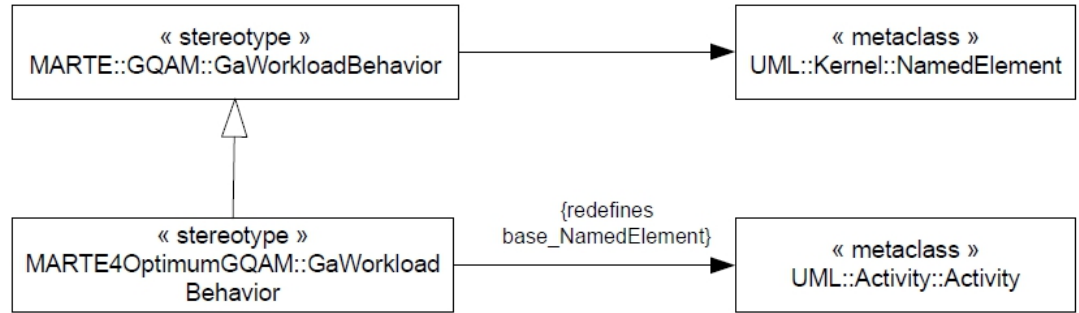 « stereotype »
MARTE::GQAM::GaWorkloadBehavior
« metaclass »
UML::Kernel::NamedElement
« stereotype »
MARTE4OptimumGQAM::GaWorkload
Behavior
{redefines
base_NamedElement}
« metaclass »
UML::Activity::Activity